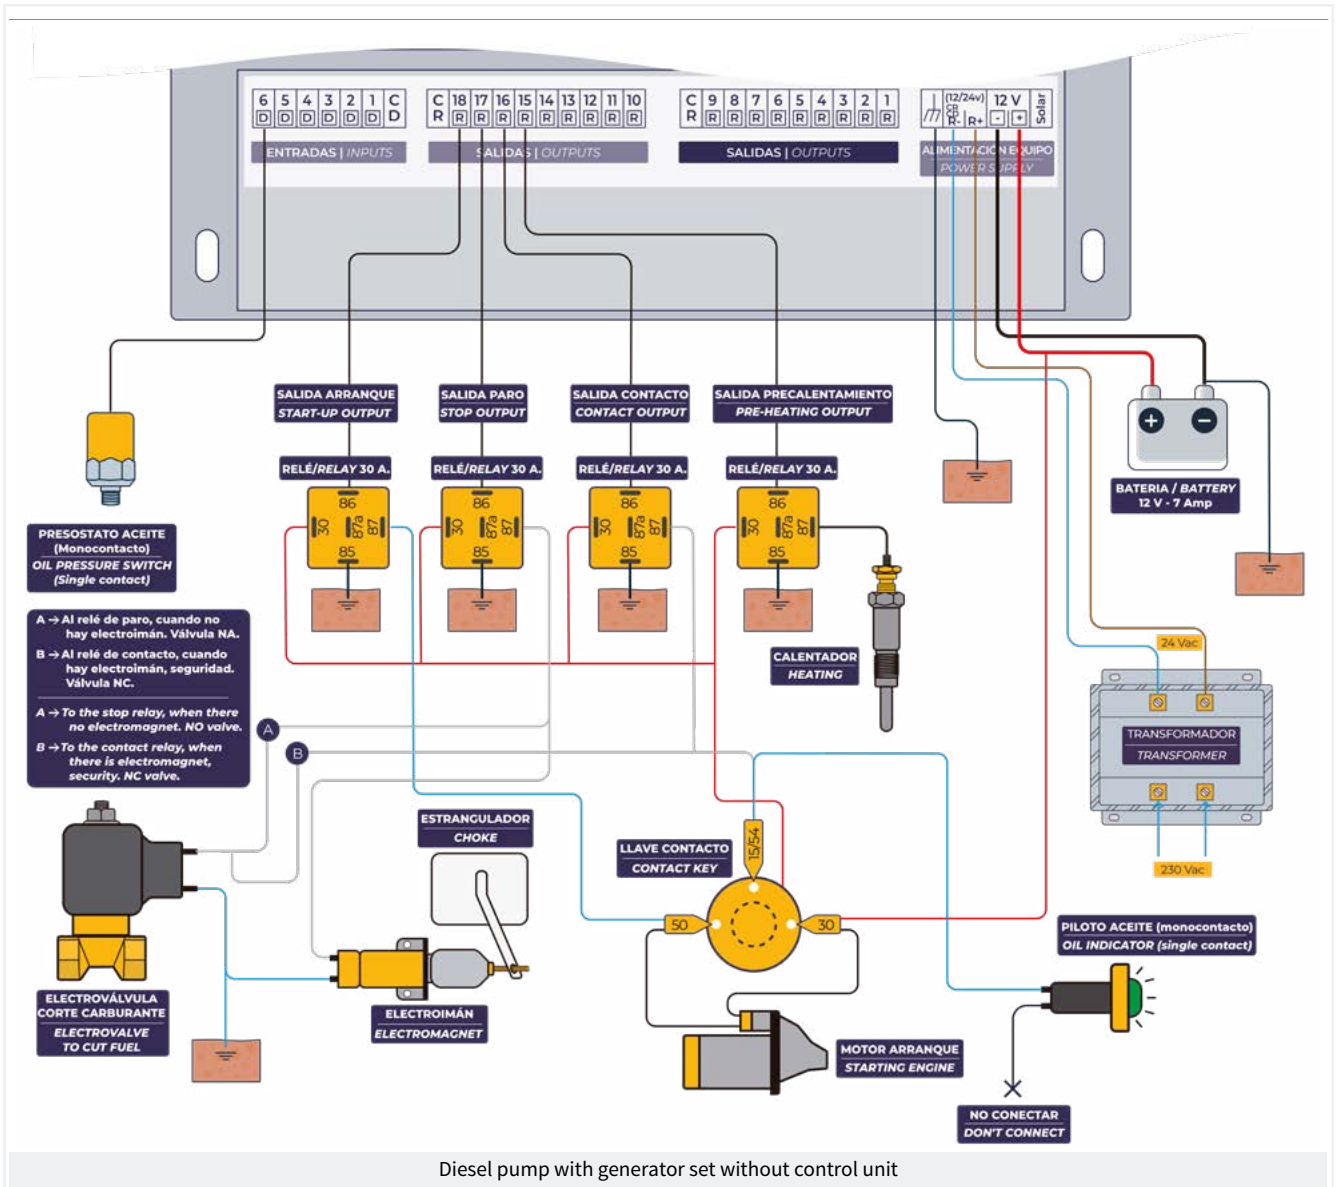 6 5 4 3 2 1 C
D D D D D D D
ENTRADAS | INPUTS
C 18 17 16 15 14 13 12 11 10
R R R R R R R R R R
SALIDAS | OUTPUTS
C 9 8 7 6 5 4 3 2 1
R R R R R R R R R R
SALIDAS | OUTPUTS
(12/24v) 12 V
R- R+ - + Solar
ALIMENTACIÓN EQUIPO
POWER SUPPLY
SALIDA ARRANQUE
START-UP OUTPUT
SALIDA PARO
STOP OUTPUT
SALIDA CONTACTO
CONTACT OUTPUT
SALIDA PRECALENTAMIENTO
PRE-HEATING OUTPUT
RELÉ/RELAY 30 A.
RELÉ/RELAY 30 A.
RELÉ/RELAY 30 A.
RELÉ/RELAY 30 A.
86
30 87a 87
85
86
30 87a 87
85
86
30 87a 87
85
86
30 87a 87
85
+ −
BATERIA / BATTERY
12 V - 7 Amp
PRESOSTATO ACEITE
(Monocontacto)
OIL PRESSURE SWITCH
(Single contact)
A → Al relé de paro, cuando no
hay electroimán. Válvula NA.
B → Al relé de contacto, cuando
hay electroimán, seguridad.
Válvula NC.
A → To the stop relay, when there
no electromagnet. NO valve.
B → To the contact relay, when
there is electromagnet,
security. NC valve.
A
B
CALENTADOR
HEATING
24 Vac
TRANSFORMADOR
TRANSFORMER
230 Vac
ESTRANGULADOR
CHOKE
LLAVE CONTACTO
CONTACT KEY
15/54
50
30
PILOTO ACEITE (monocontacto)
OIL INDICATOR (single contact)
ELECTROVÁLVULA
CORTE CARBURANTE
ELECTROVALVE
TO CUT FUEL
ELECTROIMÁN
ELECTROMAGNET
MOTOR ARRANQUE
STARTING ENGINE
NO CONECTAR
DON'T CONNECT
Diesel pump with generator set without control unit